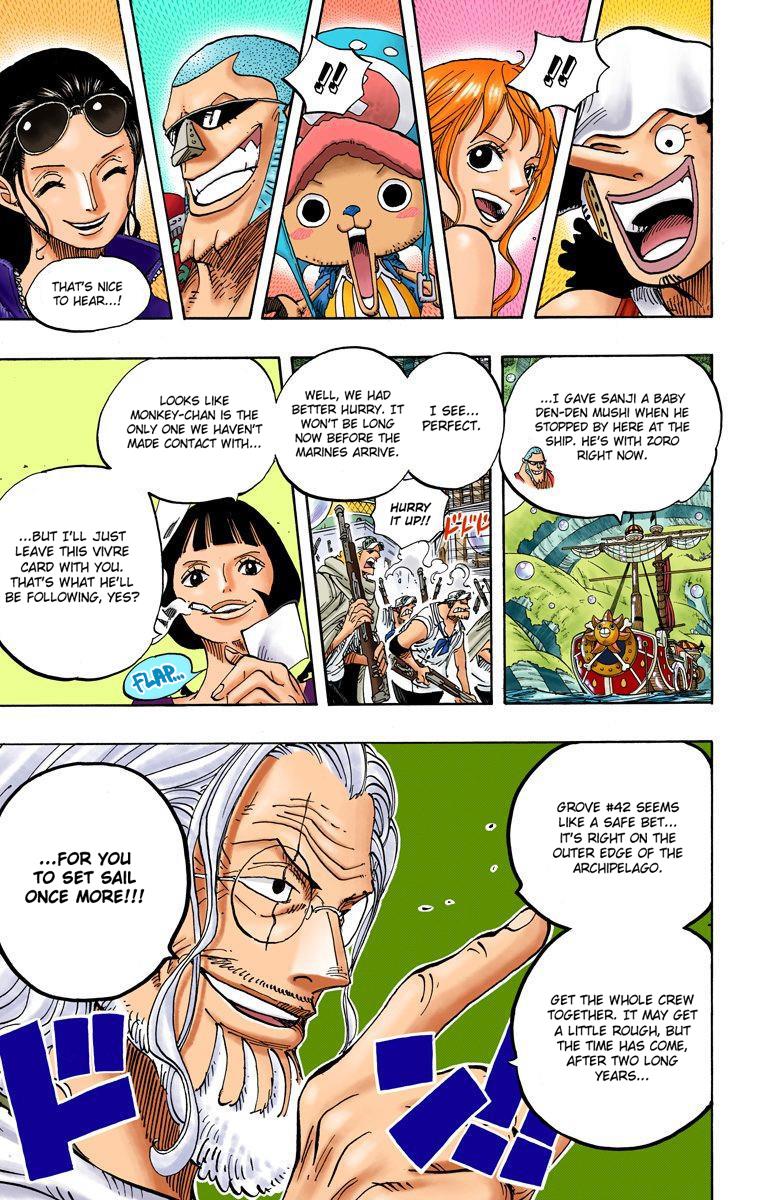 !!
!!
THAT'S NICE
TO HEAR...!
...I GAVE SANJI A BABY
DEN-DEN MUSHI WHEN HE
STOPPED BY HERE AT THE
SHIP. HE'S WITH ZORO
RIGHT NOW.
I SEE...
PERFECT.
WELL, WE HAD
BETTER HURRY. IT
WON'T BE LONG
NOW BEFORE THE
MARINES ARRIVE.
HURRY
IT UP!!
ドドド
LOOKS LIKE
MONKEY-CHAN IS THE
ONLY ONE WE HAVEN'T
MADE CONTACT WITH...
...BUT I'LL JUST
LEAVE THIS VIVRE
CARD WITH YOU.
THAT'S WHAT HE'LL
BE FOLLOWING, YES?
FLAP...
GROVE #42 SEEMS
LIKE A SAFE BET...
IT'S RIGHT ON THE
OUTER EDGE OF THE
ARCHIPELAGO.
GET THE WHOLE CREW
TOGETHER. IT MAY GET
A LITTLE ROUGH, BUT
THE TIME HAS COME,
AFTER TWO LONG
YEARS...
...FOR YOU
TO SET SAIL
ONCE MORE!!!
ドン!!